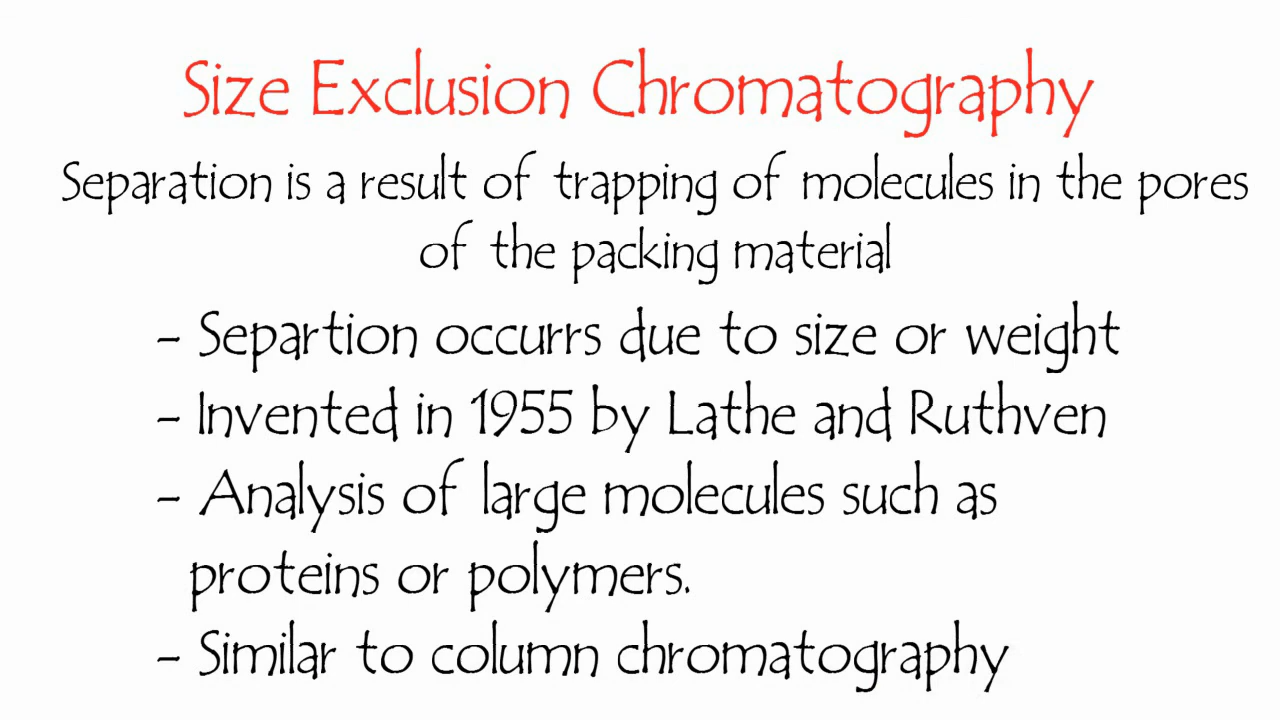 Size Exclusion Chromatography
Separation is a result of trapping of molecules in the pores
of the packing material
- Separtion occurrs due to size or weight
- Invented in 1955 by Lathe and Ruthven
- Analysis of large molecules such as
proteins or polymers.
- Similar to column chromatography